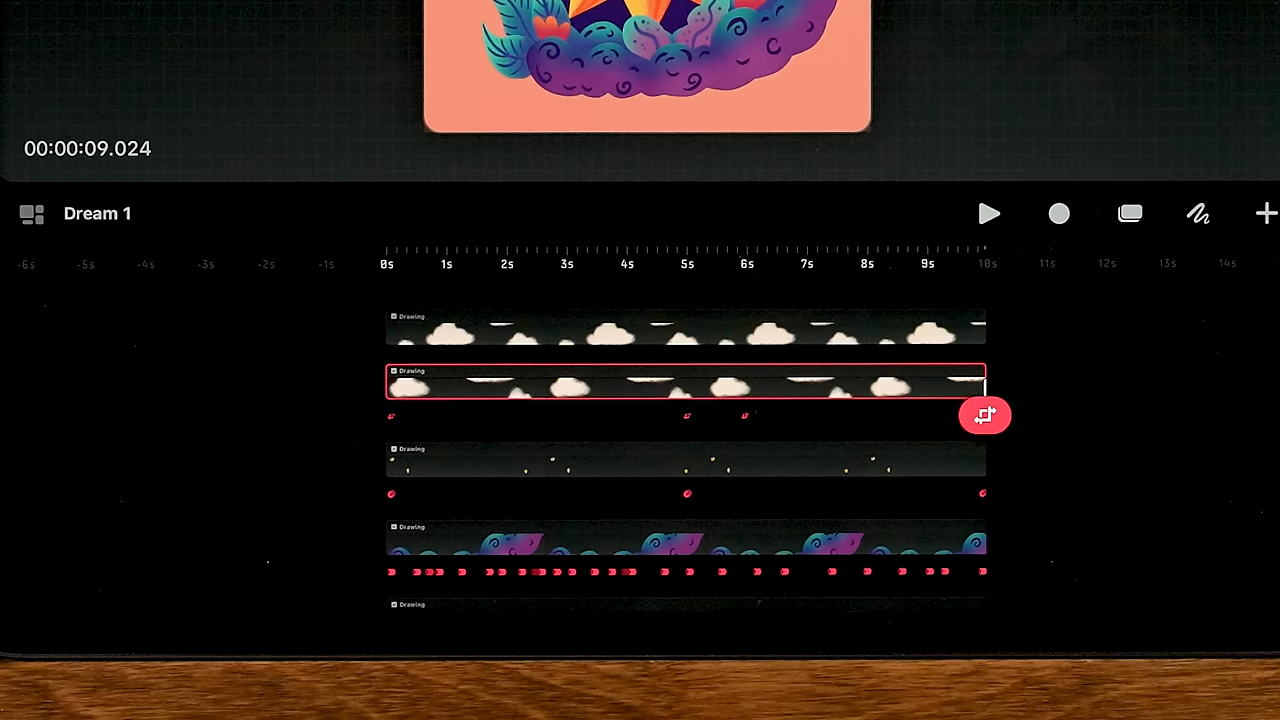 00:00:09.024
Dream 1
-6s -5s -4s -3s -2s -1s 0s 1s 2s 3s 4s 5s 6s 7s 8s 9s 10s 11s 12s 13s 14s
Drawing
Drawing
Drawing
Drawing
Drawing